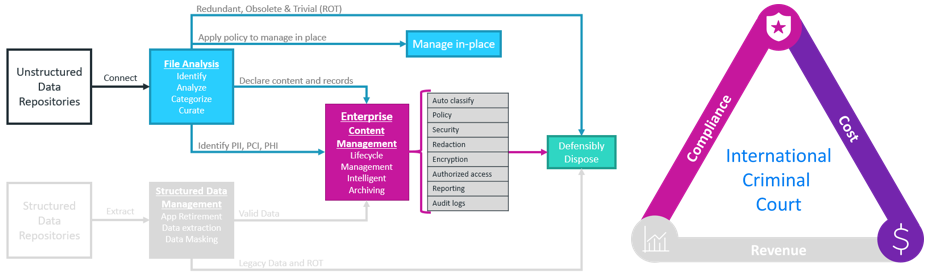 Redundant, Obsolete & Trivial (ROT)
Apply policy to manage in place
Manage in-place
Unstructured
Data
Repositories
Connect
File Analysis
Identify
Analyze
Categorize
Curate
Declare content and records
Identify PII, PCI, PHI
Enterprise
Content
Management
Lifecycle
Management
Intelligent
Archiving
Auto classify
Policy
Security
Redaction
Encryption
Authorized access
Reporting
Audit logs
Defensibly
Dispose
Structured
Data
Repositories
Extract
Structured Data
Management
App Retirement
Data extraction
Data Masking
Valid Data
Legacy Data and ROT
Compliance
Cost
International
Criminal
Court
$
Revenue